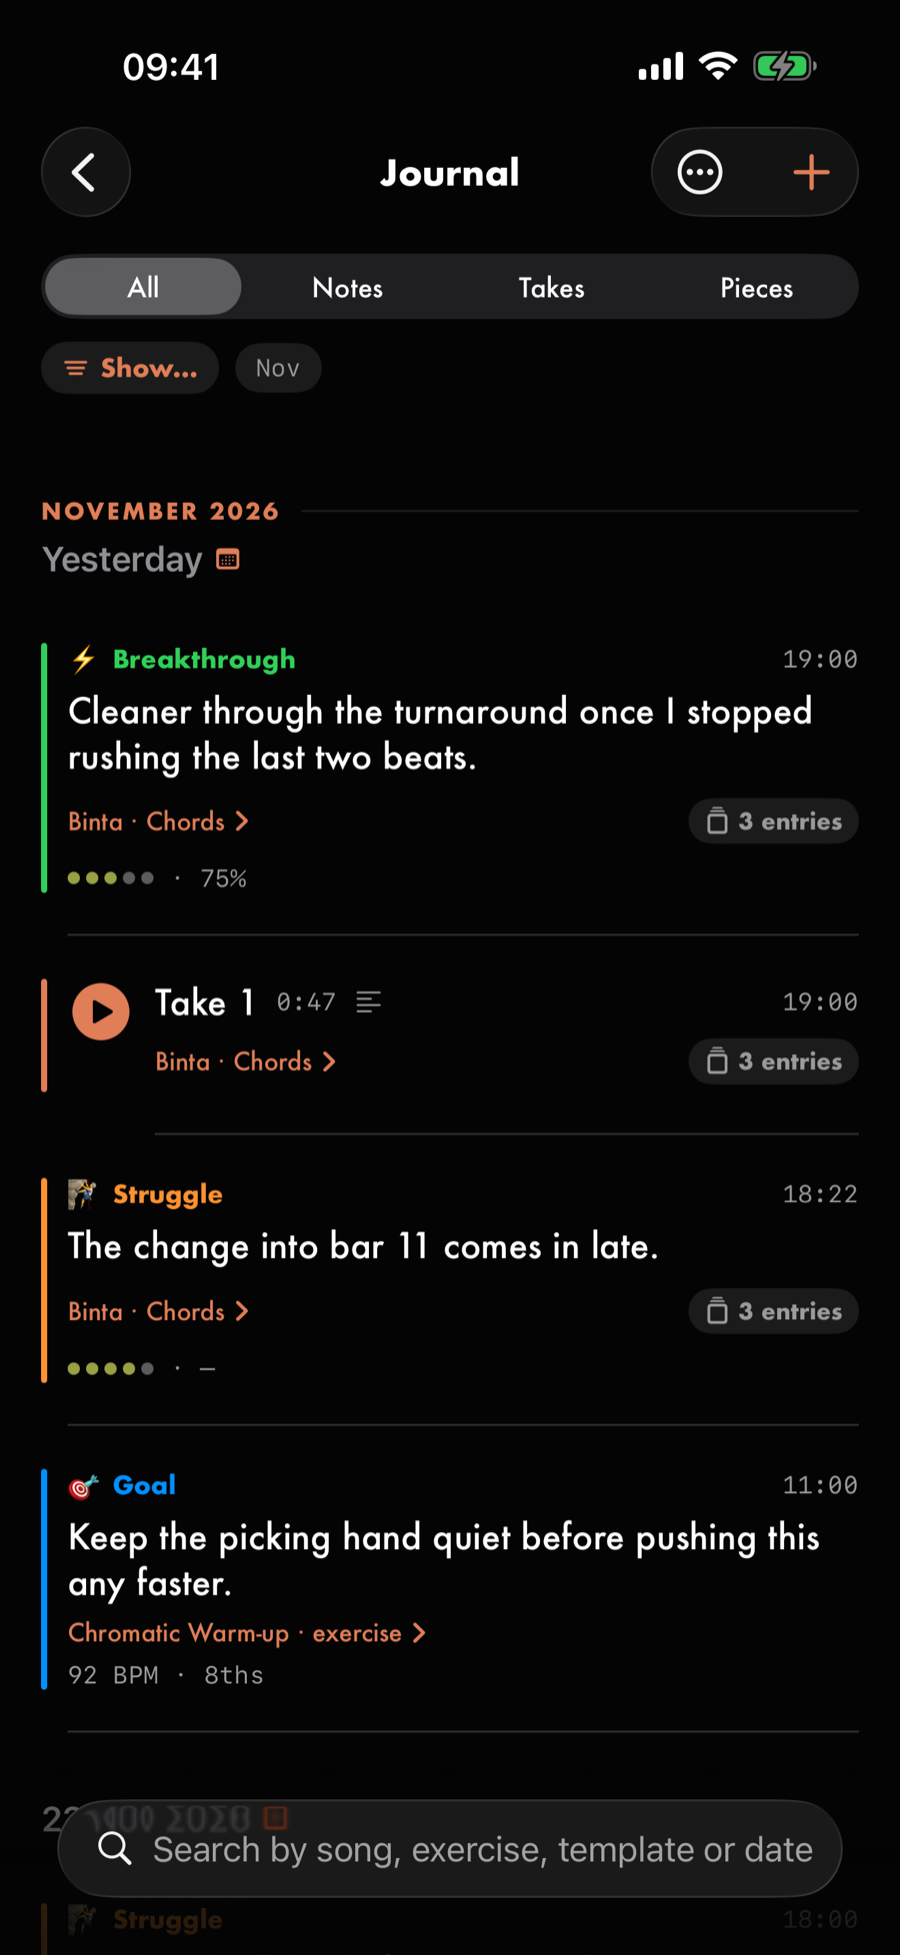 09:41
Journal
All
Notes
Takes
Pieces
Show...
Nov
NOVEMBER 2026
Yesterday
⚡ Breakthrough
19:00
Cleaner through the turnaround once I stopped
rushing the last two beats.
Binta · Chords
3 entries
· 75%
Take 1
0:47
19:00
Binta · Chords
3 entries
Struggle
18:22
The change into bar 11 comes in late.
Binta · Chords
3 entries
· —
🎯 Goal
11:00
Keep the picking hand quiet before pushing this
any faster.
Chromatic Warm-up · exercise
92 BPM · 8ths
Search by song, exercise, template or date
Struggle
18:00